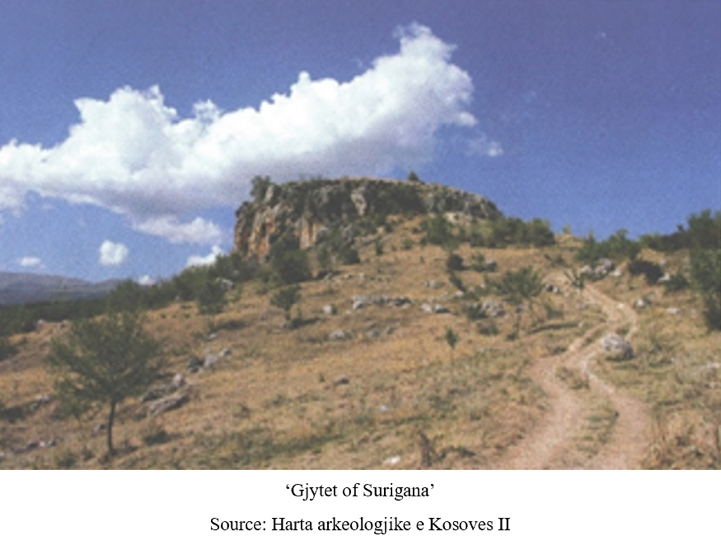 ‘Gjytet of Surigana’
Source: Harta arkeologjike e Kosoves II